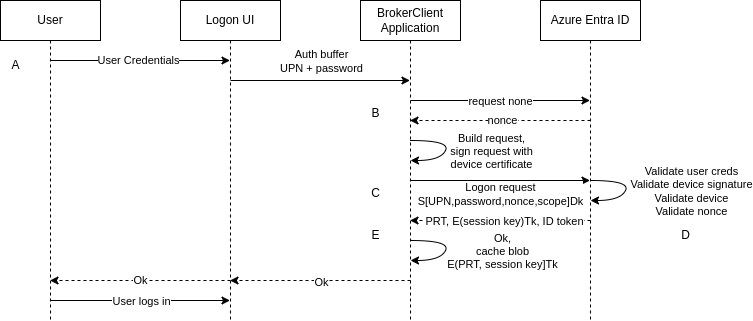 User
Logon UI
BrokerClient
Application
Azure Entra ID
A
User Credentials
Auth buffer
UPN + password
B
request none
nonce
Build request,
sign request with
device certificate
C
Logon request
S[UPN,password,nonce,scope]Dk
Validate user creds
Validate device signature
Validate device
Validate nonce
D
PRT, E(session key)Tk, ID token
E
Ok,
cache blob
E(PRT, session key]Tk
Ok
Ok
User logs in